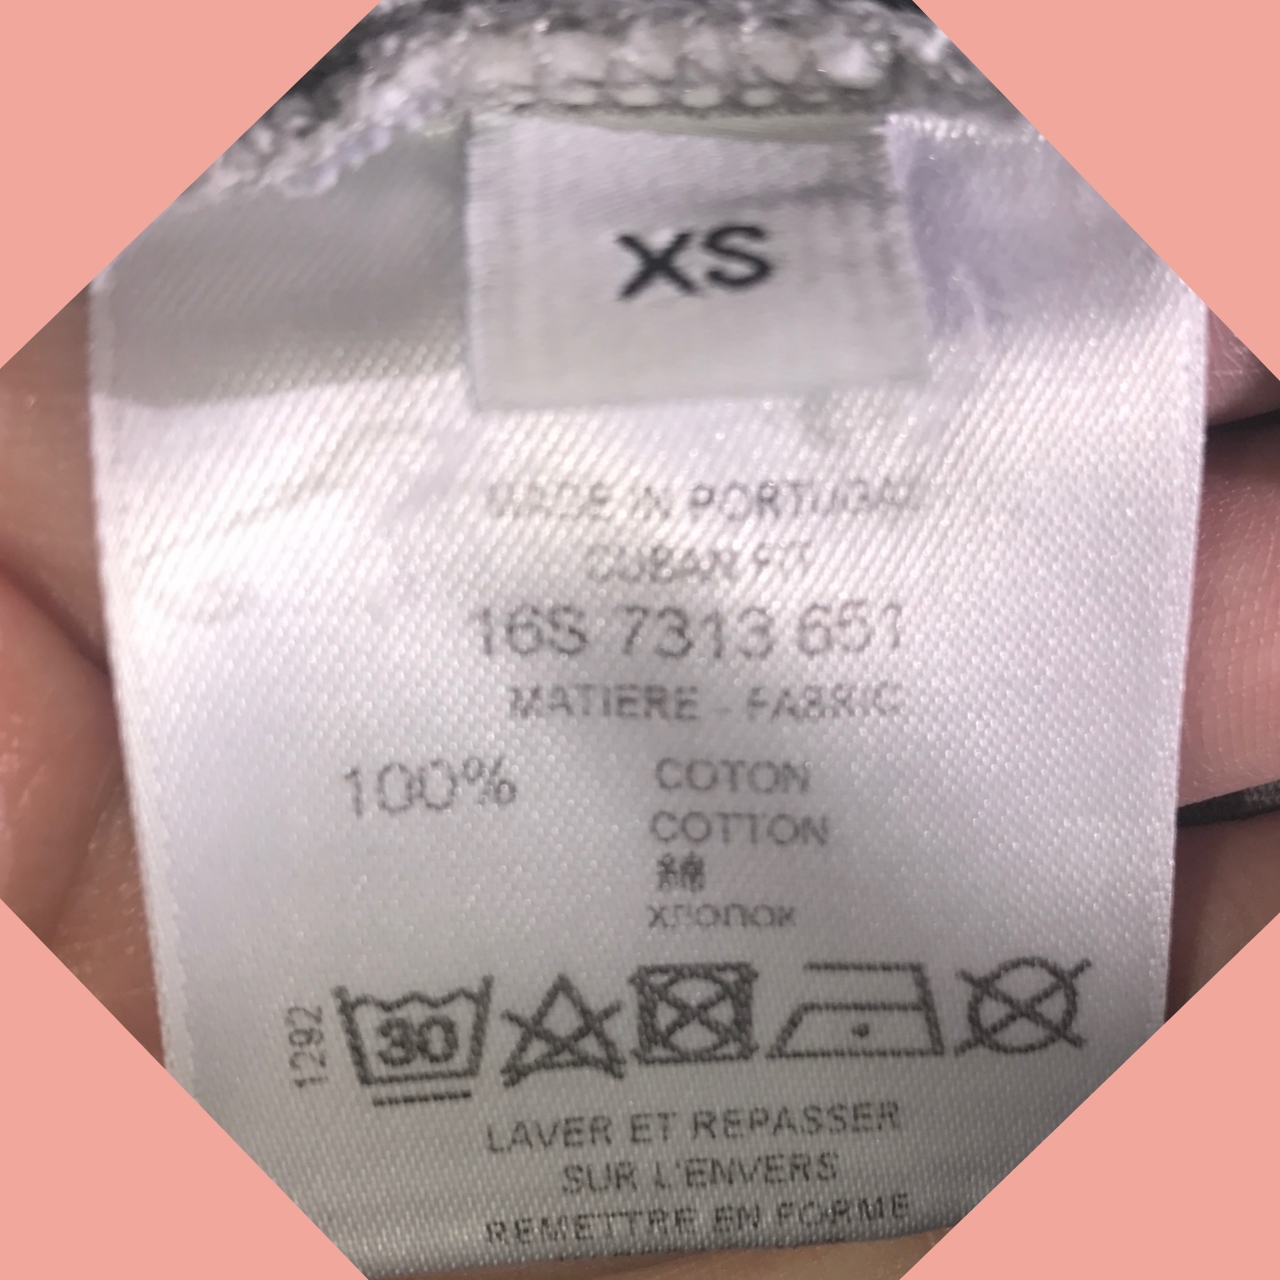 XS
MADE IN PORTUGAL
CUBAN FIT
16S 7313 651
MATIERE - FABRIC
100% COTON
COTTON
綿
ХЛОПОК
1292
30
LAVER ET REPASSER
SUR L'ENVERS
REMETTRE EN FORME